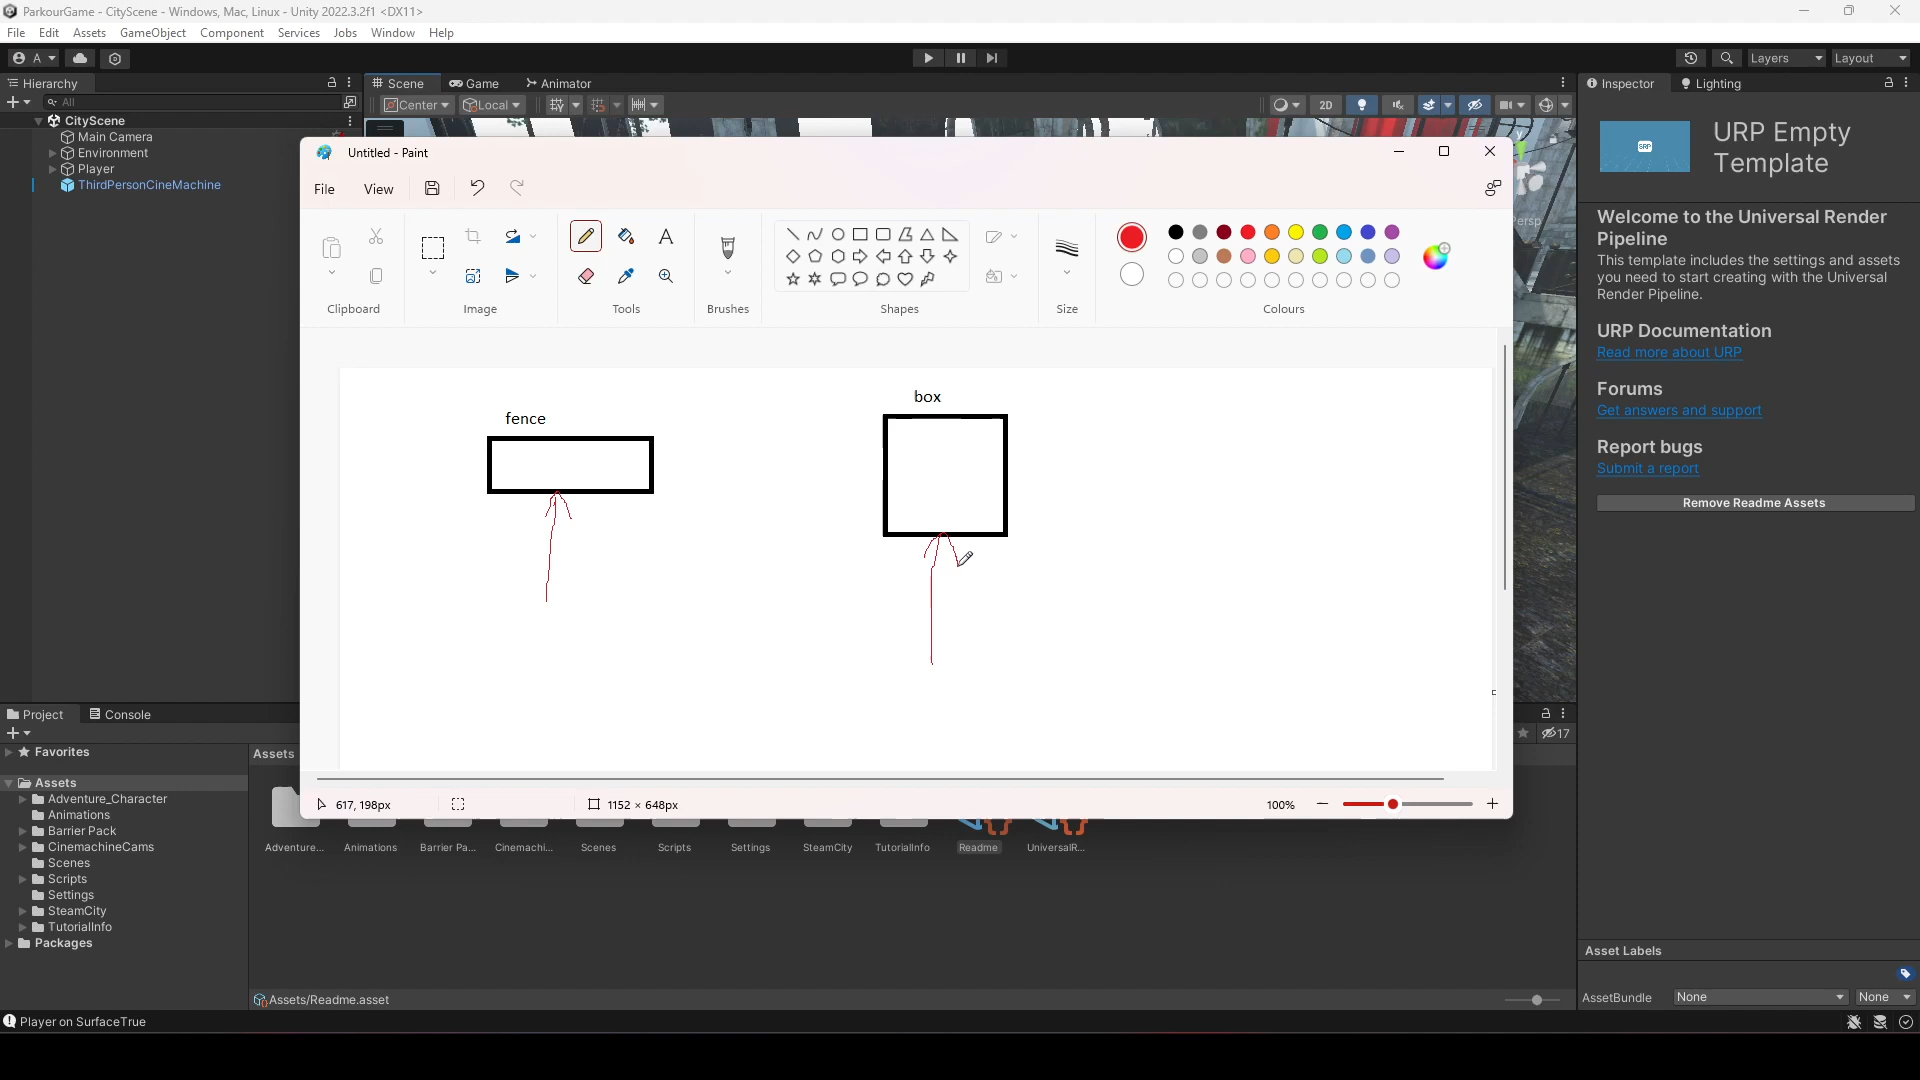 ParkourGame - CityScene - Windows, Mac, Linux - Unity 2022.3.2f1 <DX11>
File Edit Assets GameObject Component Services Jobs Window Help
A
Layers
Layout
Hierarchy
Scene
Game
Animator
Inspector
Lighting
All
Center
Local
2D
CityScene
Main Camera
Environment
Player
ThirdPersonCineMachine
Untitled - Paint
File
View
Clipboard
Image
Tools
Brushes
Shapes
Size
Colours
fence
box
617, 198px
1152 × 648px
100%
Persp
URP Empty
Template
SRP
Welcome to the Universal Render
Pipeline
This template includes the settings and assets
you need to start creating with the Universal
Render Pipeline.
URP Documentation
Read more about URP
Forums
Get answers and support
Report bugs
Submit a report
Remove Readme Assets
Project
Console
17
Favorites
Assets
Assets
Adventure_Character
Animations
Barrier Pack
CinemachineCams
Scenes
Scripts
Settings
SteamCity
TutorialInfo
Packages
Adventure...
Animations
Barrier Pa...
Cinemachi...
Scenes
Scripts
Settings
SteamCity
TutorialInfo
Readme
UniversalR...
Assets/Readme.asset
Asset Labels
AssetBundle
None
None
Player on SurfaceTrue